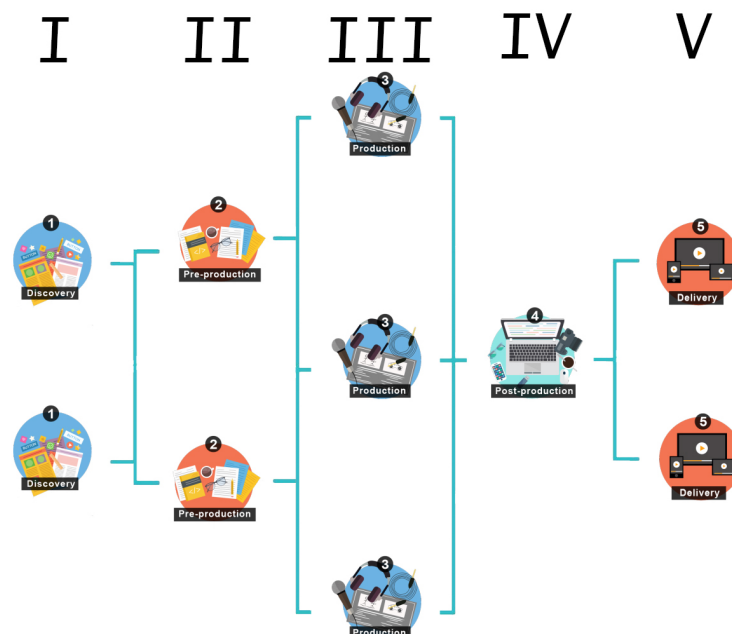 I II III IV V
3
Production
1
Discovery
2
Pre-production
5
Delivery
3
Production
4
Post-production
1
Discovery
2
Pre-production
5
Delivery
3
Production